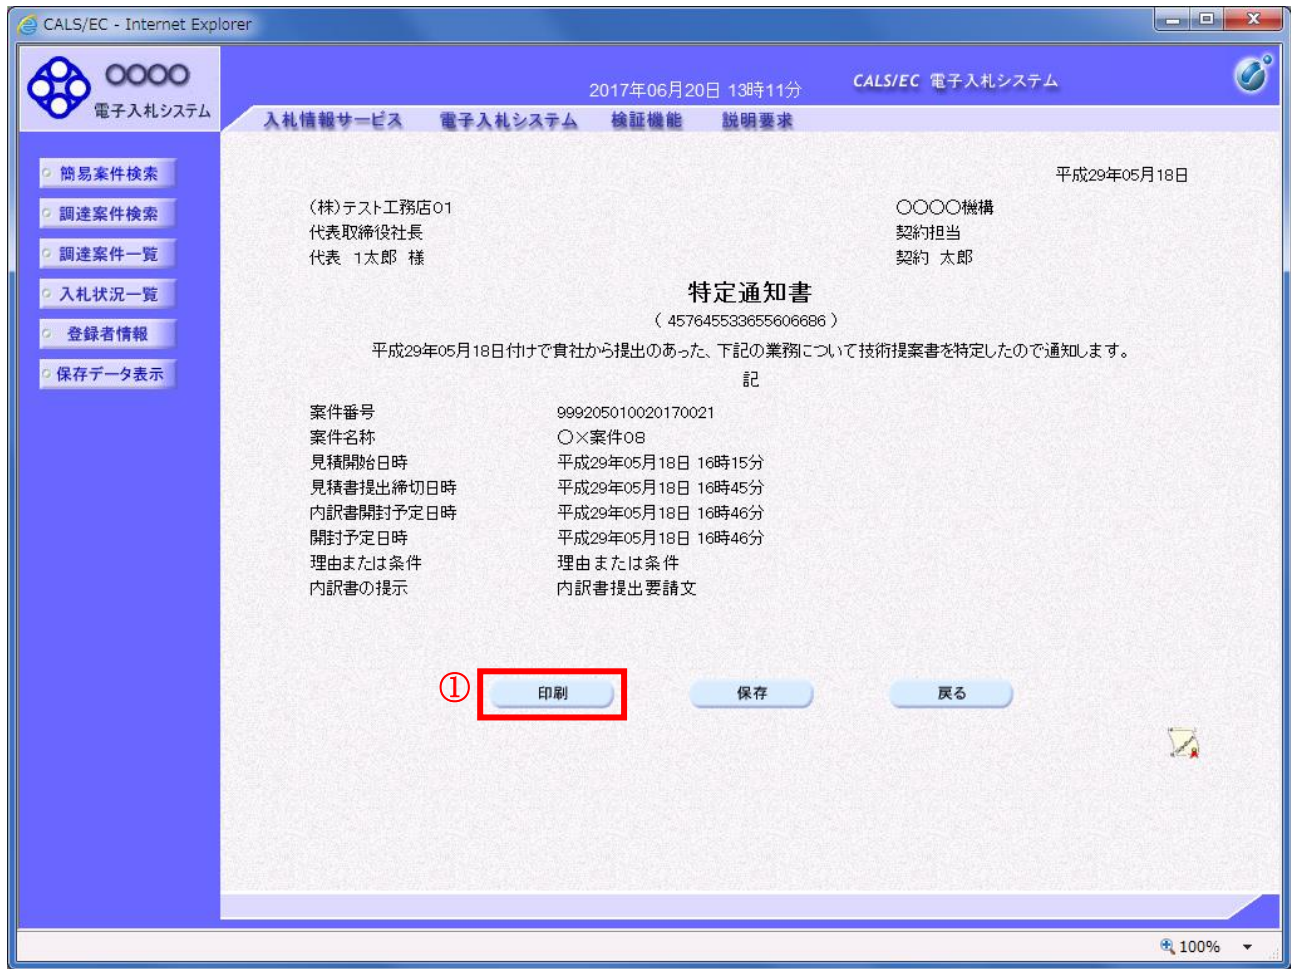 CALS/EC - Internet Explorer
〇〇〇〇
電子入札システム
2017年06月20日 13時11分
CALS/EC 電子入札システム
入札情報サービス 電子入札システム 検証機能 説明要求
簡易案件検索
調達案件検索
調達案件一覧
入札状況一覧
登録者情報
保存データ表示
平成29年05月18日
(株)テスト工務店01
代表取締役社長
代表 1太郎 様
〇〇〇〇機構
契約担当
契約 太郎
特定通知書
( 457645533655606686 )
平成29年05月18日付けで貴社から提出のあった、下記の業務について技術提案書を特定したので通知します。
記
案件番号 999205010020170021
案件名称 〇×案件08
見積開始日時 平成29年05月18日 16時15分
見積書提出締切日時 平成29年05月18日 16時45分
内訳書開封予定日時 平成29年05月18日 16時46分
開封予定日時 平成29年05月18日 16時46分
理由または条件 理由または条件
内訳書の提示 内訳書提出要請文
① 印刷 保存 戻る
100%